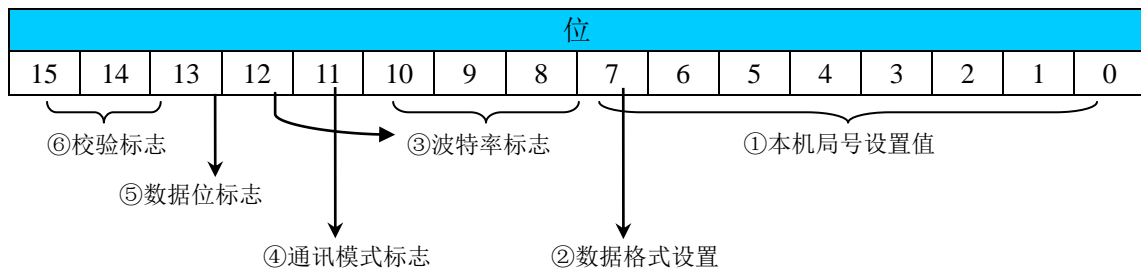 位
15 14 13 12 11 10 9 8 7 6 5 4 3 2 1 0
⑥校验标志 ③波特率标志 ①本机局号设置值
⑤数据位标志
④通讯模式标志 ②数据格式设置